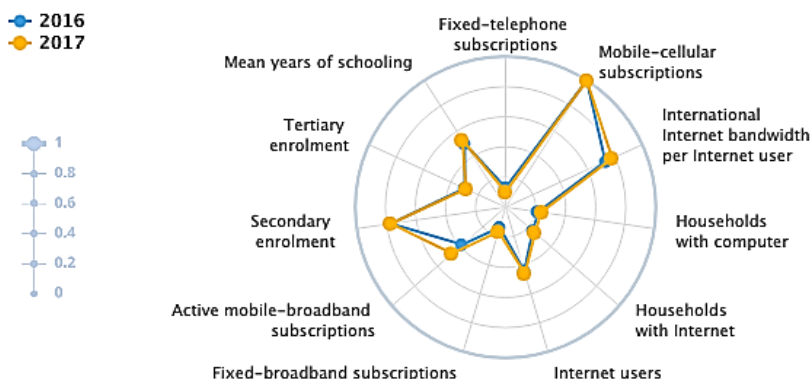 2016
2017
1
0.8
0.6
0.4
0.2
0
Fixed-telephone
subscriptions
Mobile-cellular
subscriptions
International
Internet bandwidth
per Internet user
Households
with computer
Households
with Internet
Internet users
Fixed-broadband subscriptions
Active mobile-broadband
subscriptions
Secondary
enrolment
Tertiary
enrolment
Mean years of schooling